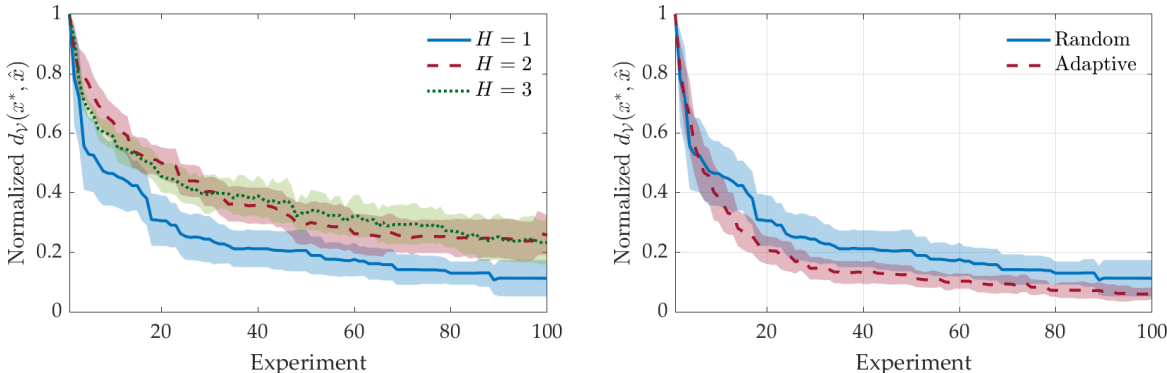 Normalized d_𝒱(x*, x̂)
1
0.8
0.6
0.4
0.2
0
20
40
60
80
100
Experiment
H = 1
H = 2
H = 3
Normalized d_𝒱(x*, x̂)
1
0.8
0.6
0.4
0.2
0
20
40
60
80
100
Experiment
Random
Adaptive